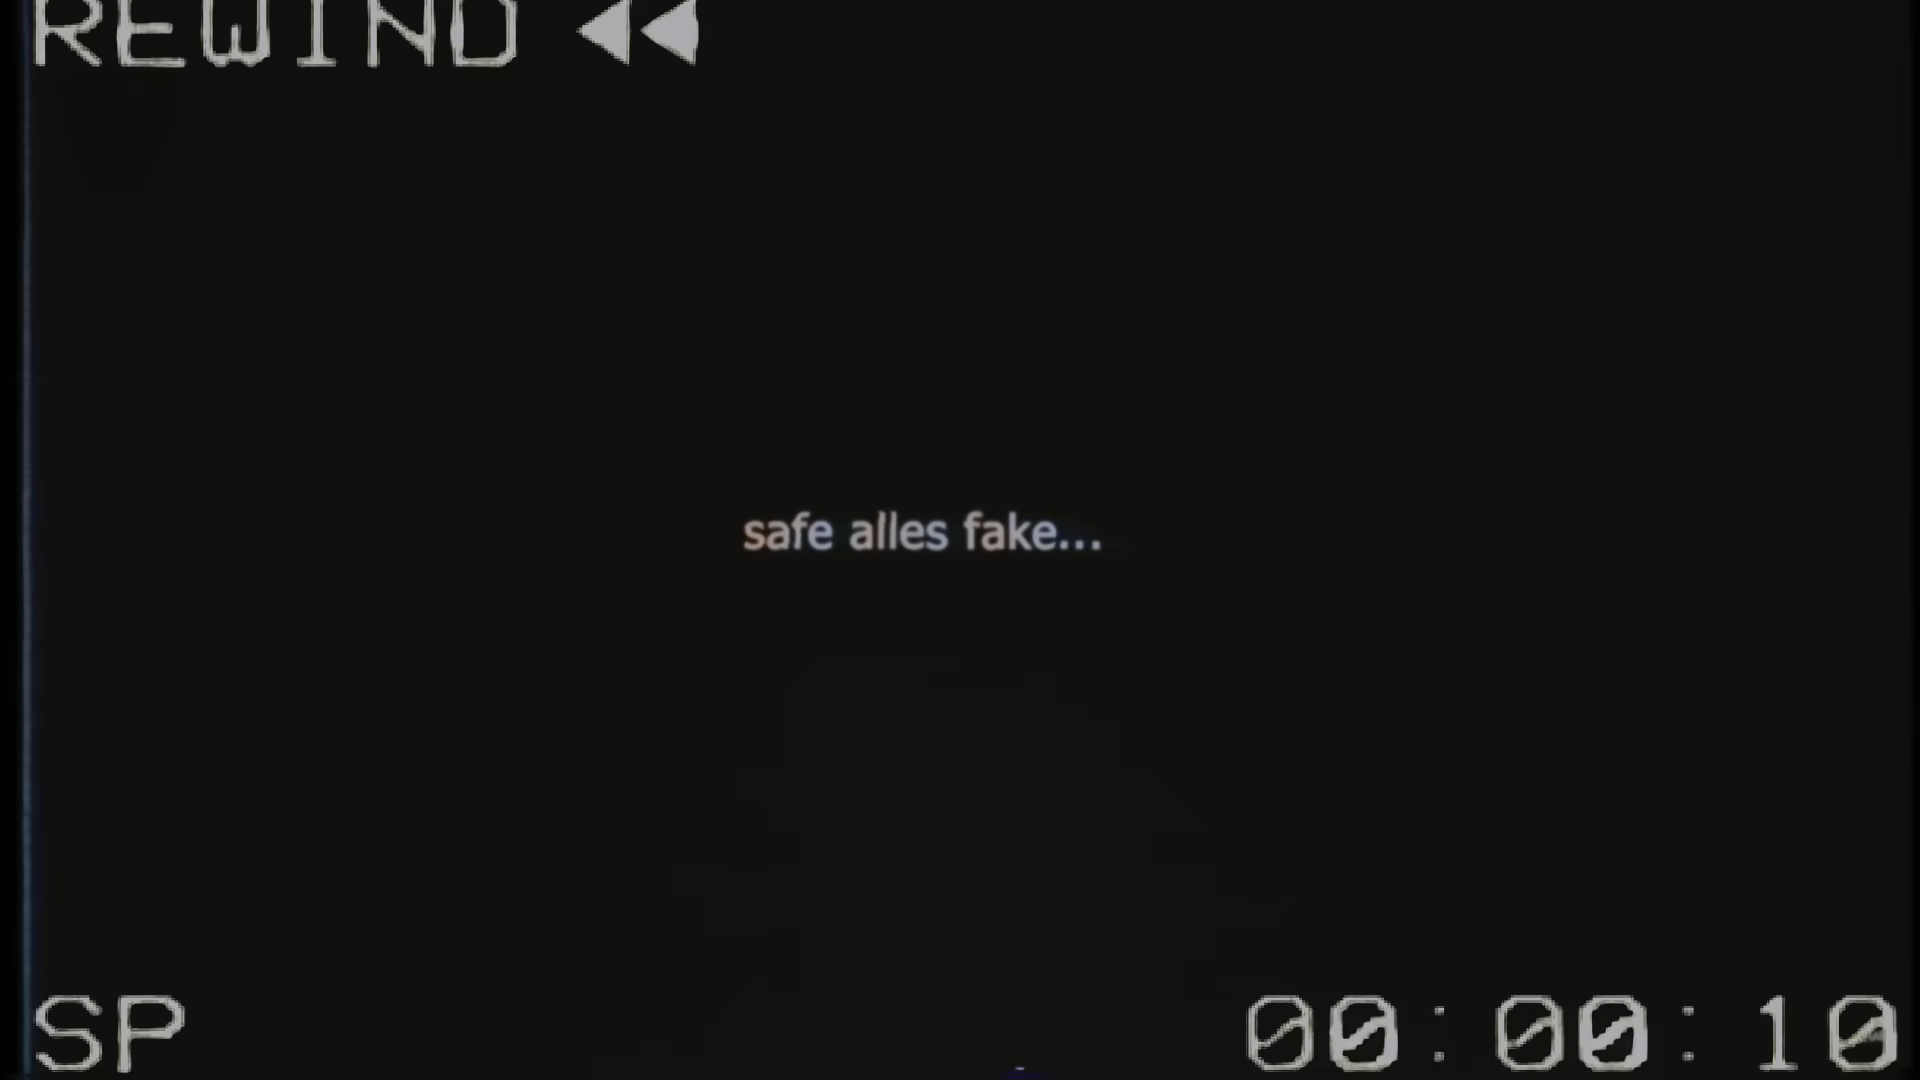 REWIND ◀◀
safe alles fake...
SP 00:00:10